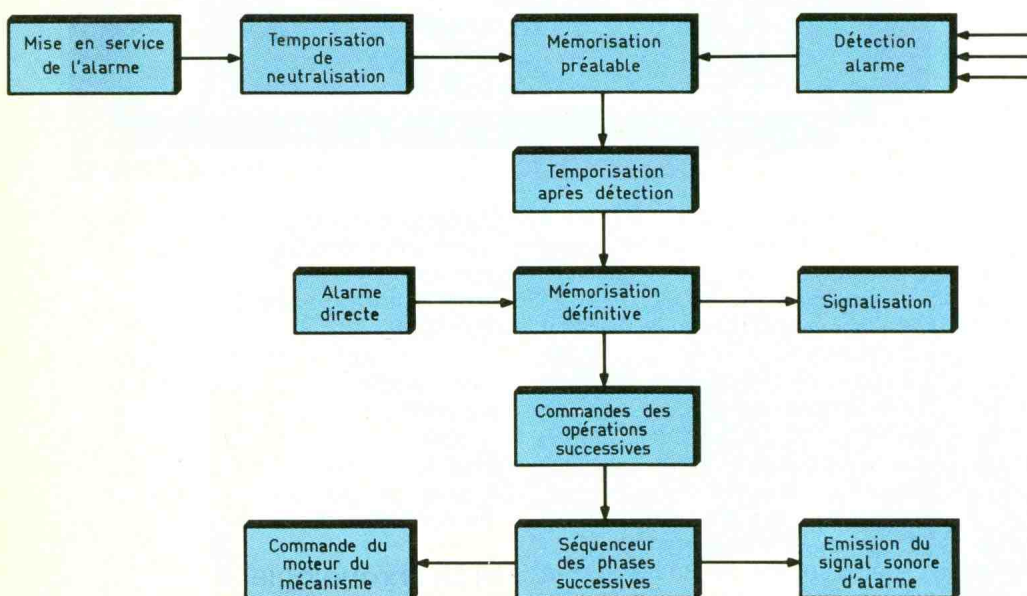 Mise en service
de l'alarme
Temporisation
de
neutralisation
Mémorisation
préalable
Détection
alarme
Temporisation
après détection
Alarme
directe
Mémorisation
définitive
Signalisation
Commandes des
opérations
successives
Commande du
moteur du
mécanisme
Séquenceur
des phases
successives
Emission du
signal sonore
d'alarme